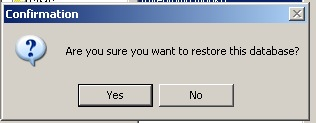 Confirmation
Are you sure you want to restore this database?
Yes
No